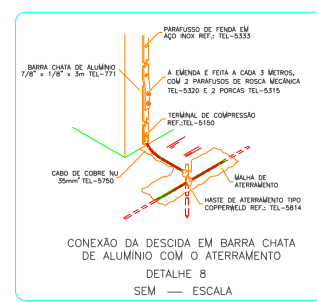 PARAFUSO DE FENDA EM
AÇO INOX REF.: TEL-5333
BARRA CHATA DE ALUMÍNIO
7/8" x 1/8" x 3m TEL-771
A EMENDA É FEITA A CADA 3 METROS,
COM 2 PARAFUSOS DE ROSCA MECÂNICA
TEL-5320 E 2 PORCAS TEL-5315
TERMINAL DE COMPRESSÃO
REF.:TEL-5150
CABO DE COBRE NU
35mm² TEL-5750
MALHA DE
ATERRAMENTO
HASTE DE ATERRAMENTO TIPO
COPPERWELD REF.: TEL-5814
CONEXÃO DA DESCIDA EM BARRA CHATA
DE ALUMÍNIO COM O ATERRAMENTO
DETALHE 8
SEM — ESCALA